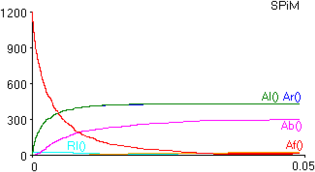 SPiM
1200
900
600
300
0
Al() Ar()
Ab()
Rl()
Af()
0
0.05